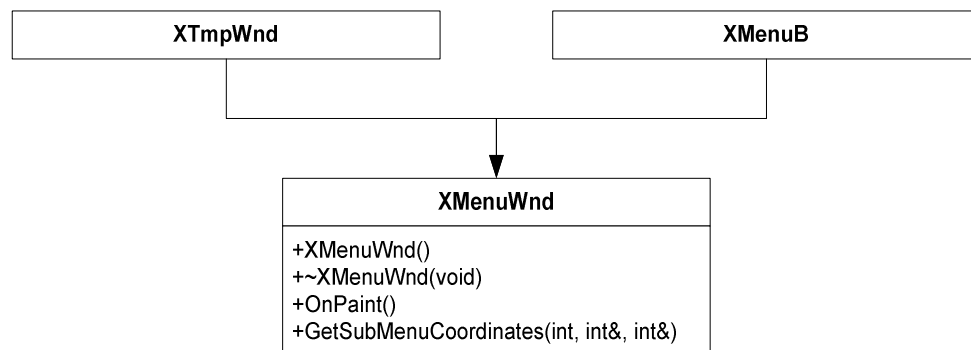 XTmpWnd
XMenuB
XMenuWnd
+XMenuWnd()
+~XMenuWnd(void)
+OnPaint()
+GetSubMenuCoordinates(int, int&, int&)